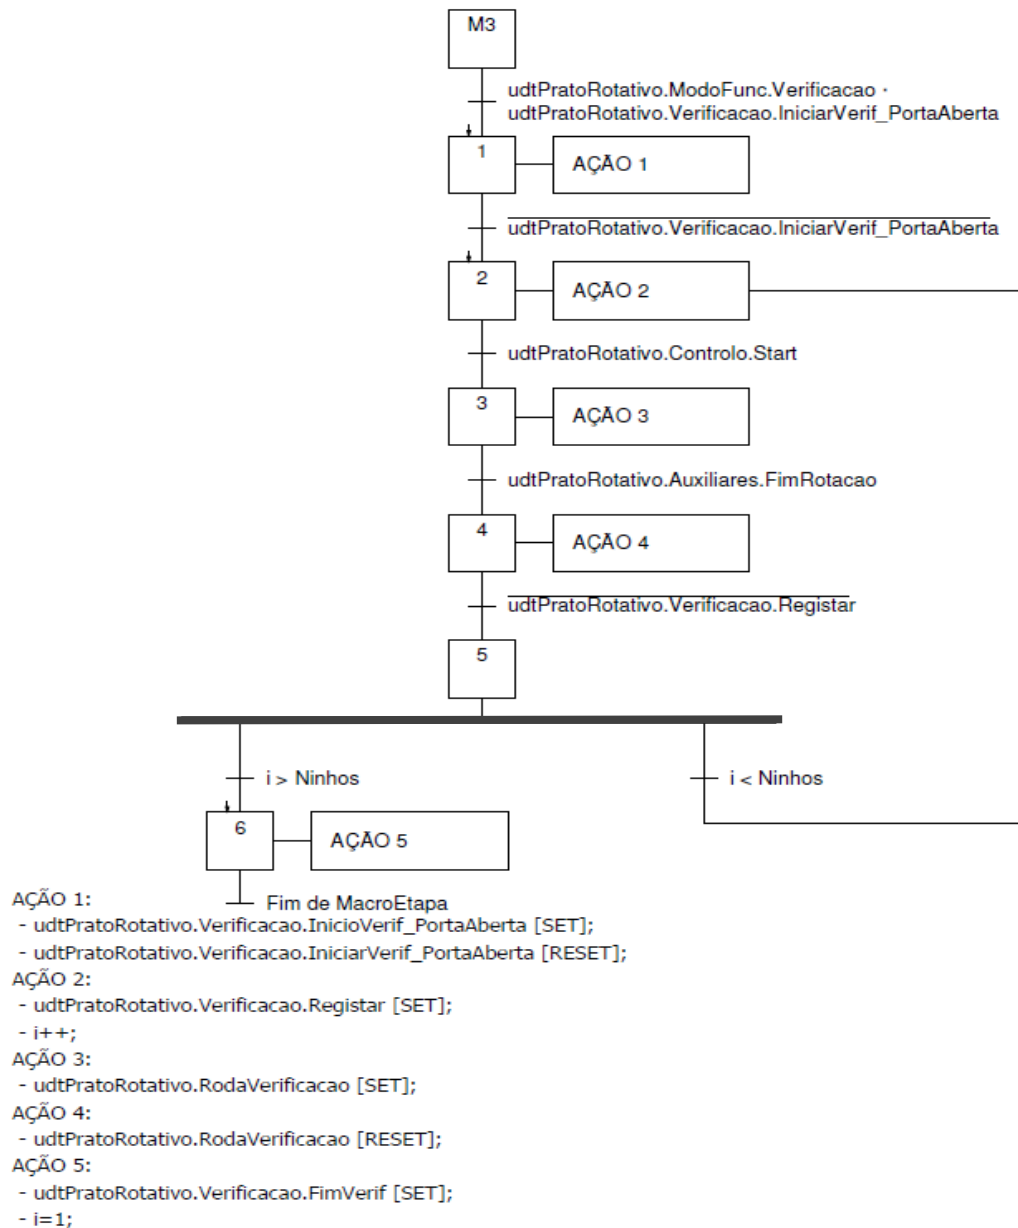 M3
udtPratoRotativo.ModoFunc.Verificacao ·
udtPratoRotativo.Verificacao.IniciarVerif_PortaAberta
1
AÇÃO 1
udtPratoRotativo.Verificacao.IniciarVerif_PortaAberta
2
AÇÃO 2
udtPratoRotativo.Controlo.Start
3
AÇÃO 3
udtPratoRotativo.Auxiliares.FimRotacao
4
AÇÃO 4
udtPratoRotativo.Verificacao.Registar
5
i > Ninhos
i < Ninhos
6
AÇÃO 5
Fim de MacroEtapa
AÇÃO 1:
- udtPratoRotativo.Verificacao.InicioVerif_PortaAberta [SET];
- udtPratoRotativo.Verificacao.IniciarVerif_PortaAberta [RESET];
AÇÃO 2:
- udtPratoRotativo.Verificacao.Registar [SET];
- i++;
AÇÃO 3:
- udtPratoRotativo.RodaVerificacao [SET];
AÇÃO 4:
- udtPratoRotativo.RodaVerificacao [RESET];
AÇÃO 5:
- udtPratoRotativo.Verificacao.FimVerif [SET];
- i=1;